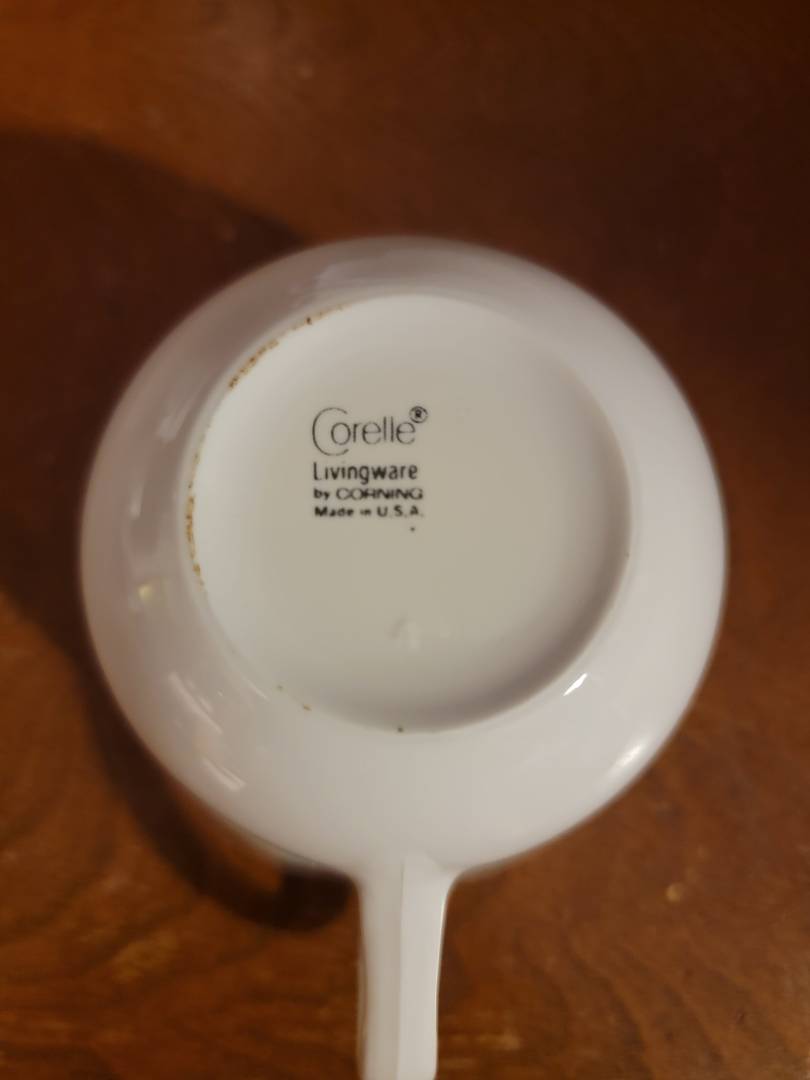 Corelle®
Livingware
by CORNING
Made in U.S.A.